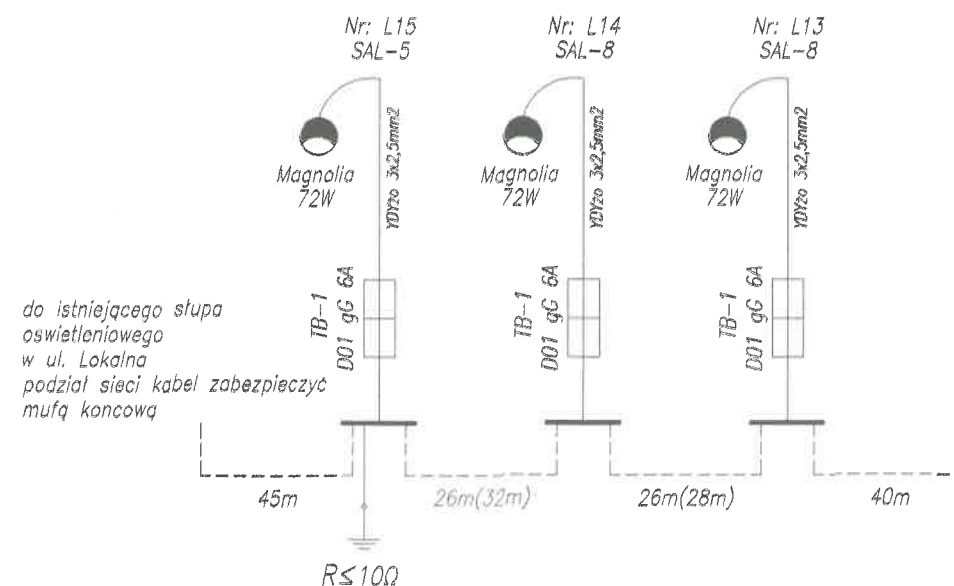 Nr: L15
SAL-5
Nr: L14
SAL-8
Nr: L13
SAL-8
Magnolia
72W
YDYżo 3x2,5mm2
Magnolia
72W
YDYżo 3x2,5mm2
Magnolia
72W
YDYżo 3x2,5mm2
TB-1
D01 gG 6A
TB-1
D01 gG 6A
TB-1
D01 gG 6A
do istniejącego słupa
oswietleniowego
w ul. Lokalna
podział sieci kabel zabezpieczyć
mufą koncową
45m
26m(32m)
26m(28m)
40m
R≤10Ω